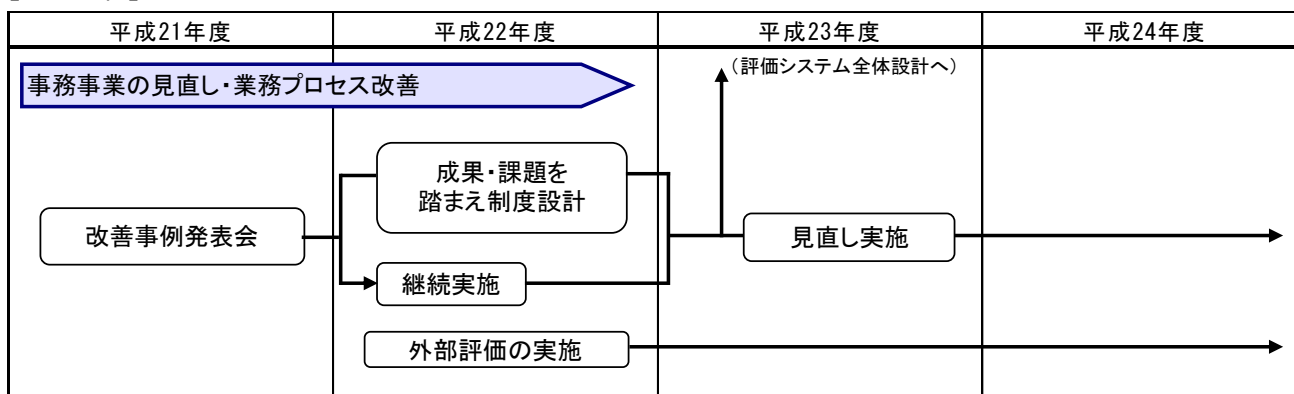 平成21年度
平成22年度
平成23年度
平成24年度
事務事業の見直し・業務プロセス改善
(評価システム全体設計へ)
成果・課題を
踏まえ制度設計
改善事例発表会
見直し実施
継続実施
外部評価の実施